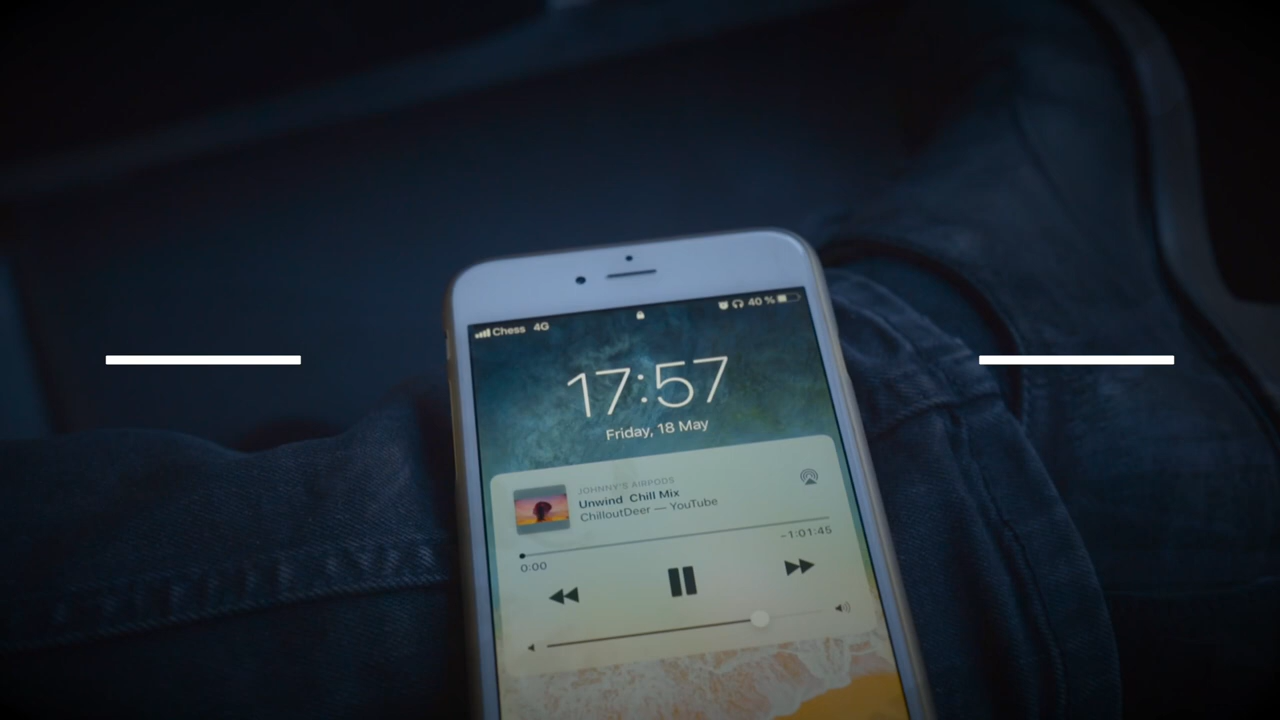 Chess 4G 40 %
17:57
Friday, 18 May
JOHNNY'S AIRPODS
Unwind Chill Mix
ChilloutDeer — YouTube
-1:01:45
0:00